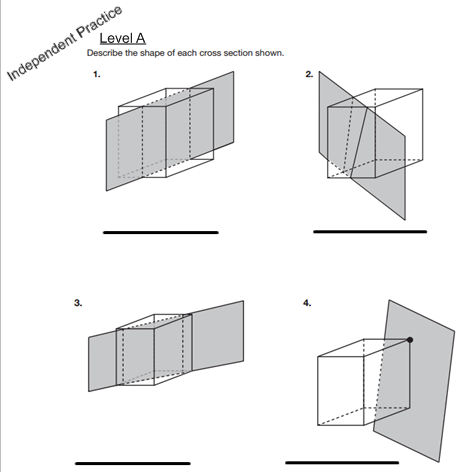 Independent Practice
Level A
Describe the shape of each cross section shown.
1.
2.
3.
4.